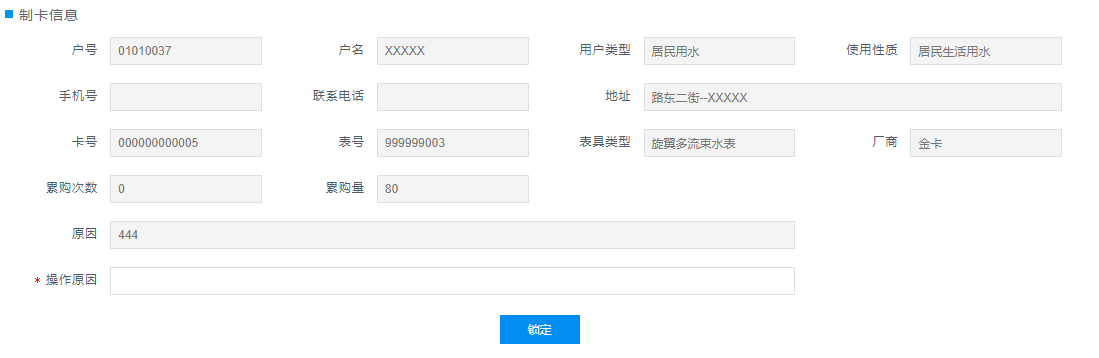 制卡信息
户号 01010037 户名 XXXXX 用户类型 居民用水 使用性质 居民生活用水
手机号 联系电话 地址 路东二街--XXXXX
卡号 000000000005 表号 999999003 表具类型 旋翼多流束水表 厂商 金卡
累购次数 0 累购量 80
原因 444
* 操作原因
锁定